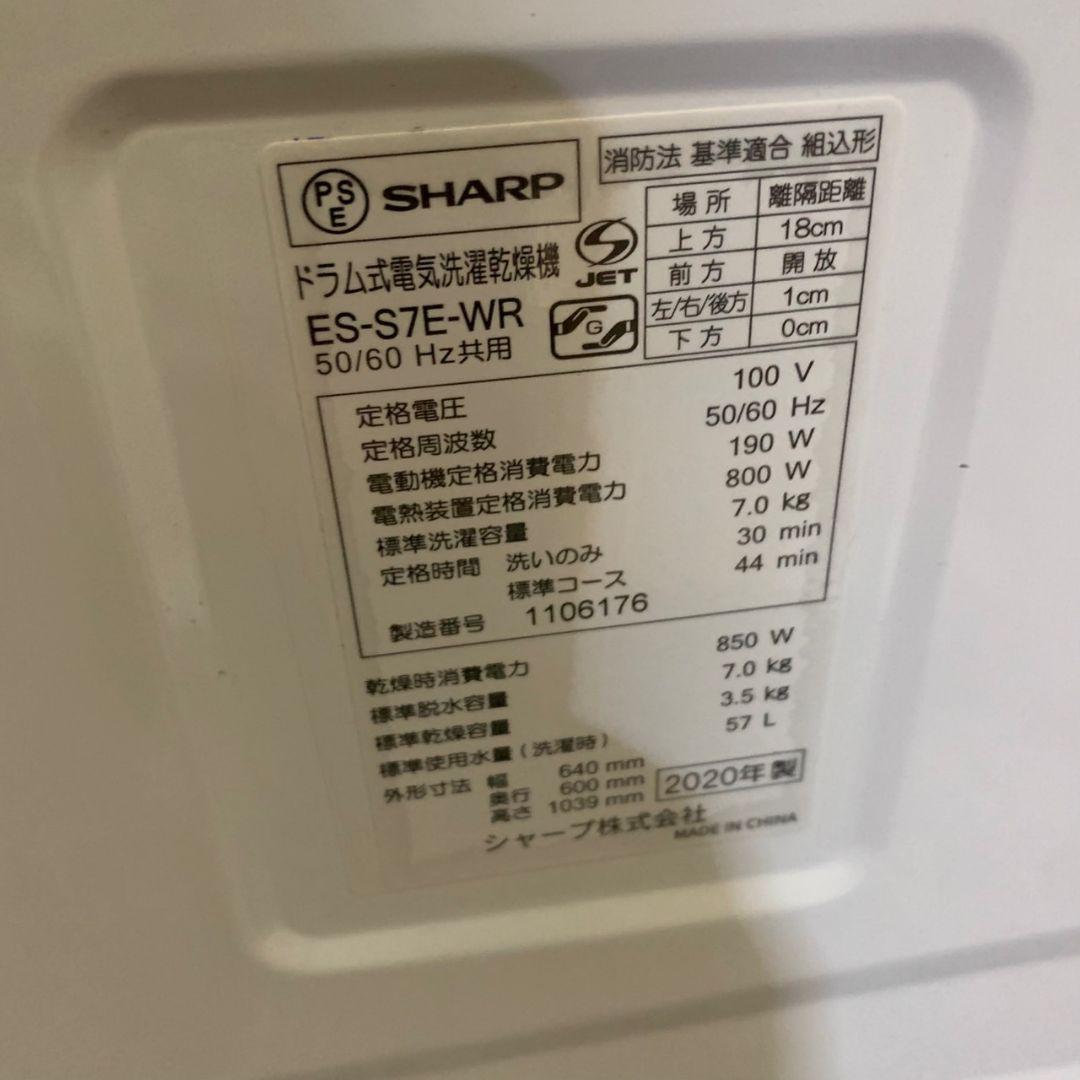 PSE SHARP
消防法 基準適合 組込形
場所 離隔距離
上方 18cm
前方 開放
左/右/後方 1cm
下方 0cm
ドラム式電気洗濯乾燥機
JET
ES-S7E-WR
G
50/60 Hz共用
定格電圧 100 V
定格周波数 50/60 Hz
電動機定格消費電力 190 W
電熱装置定格消費電力 800 W
標準洗濯容量 7.0 kg
定格時間 洗いのみ 30 min
標準コース 44 min
製造番号 1106176
乾燥時消費電力 850 W
標準脱水容量 7.0 kg
標準乾燥容量 3.5 kg
標準使用水量(洗濯時) 57 L
外形寸法 幅 640 mm
奥行 600 mm
高さ 1039 mm
2020年製
シャープ株式会社
MADE IN CHINA